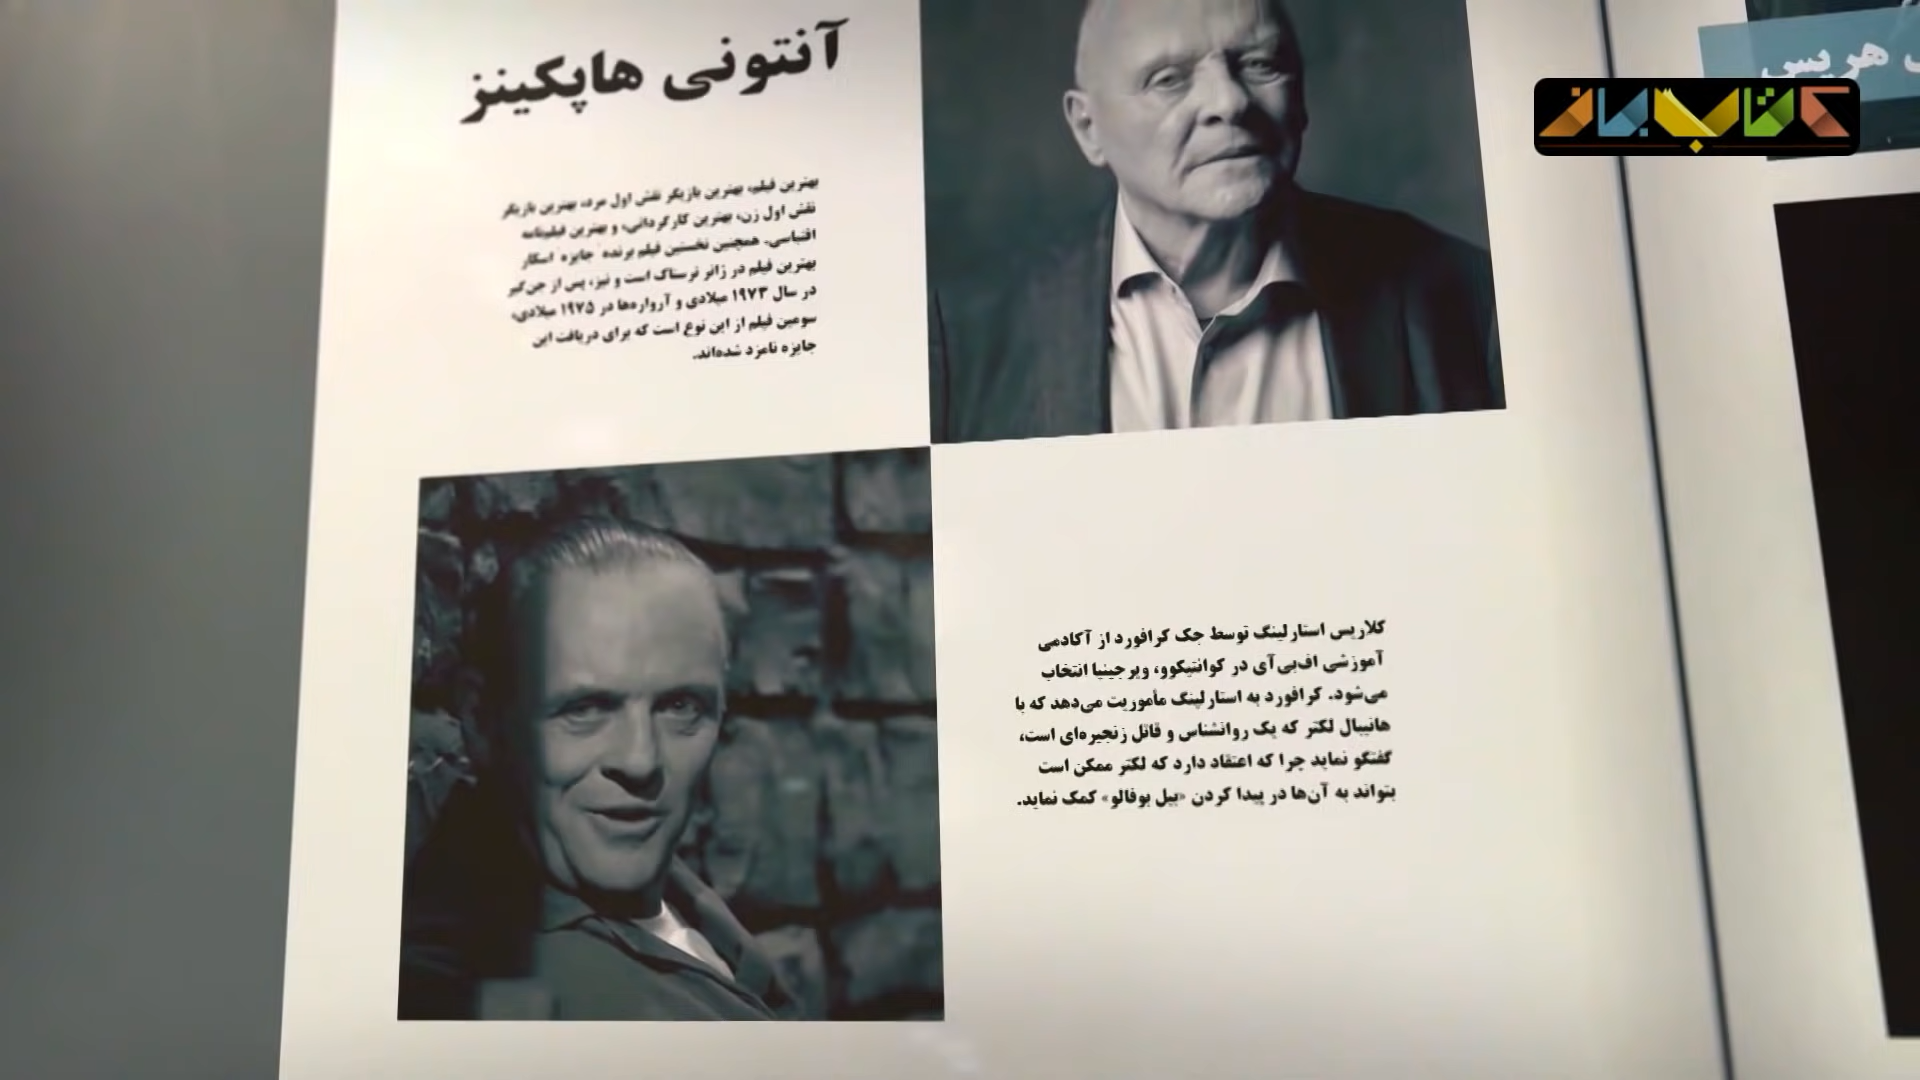 آنتونی هاپکینز
بهترین فیلم، بهترین بازیگر نقش اول مرد، بهترین بازیگر
نقش اول زن، بهترین کارگردانی، و بهترین فیلمنامه
اقتباسی. همچنین نخستین فیلم برنده جایزه اسکار
بهترین فیلم در ژانر ترسناک است و نیز، پس از جن‌گیر
در سال ۱۹۷۳ میلادی و آرواره‌ها در ۱۹۷۵ میلادی،
سومین فیلم از این نوع است که برای دریافت این
جایزه نامزد شده‌اند.
کلاریس استارلینگ توسط جک کرافورد از آکادمی
آموزشی اف‌بی‌آی در کوانتیکوو، ویرجینیا انتخاب
می‌شود. کرافورد به استارلینگ مأموریت می‌دهد که با
هانیبال لکتر که یک روانشناس و قاتل زنجیره‌ای است،
گفتگو نماید چرا که اعتقاد دارد که لکتر ممکن است
بتواند به آن‌ها در پیدا کردن «بیل بوفالو» کمک نماید.
هریس
کتاب باز